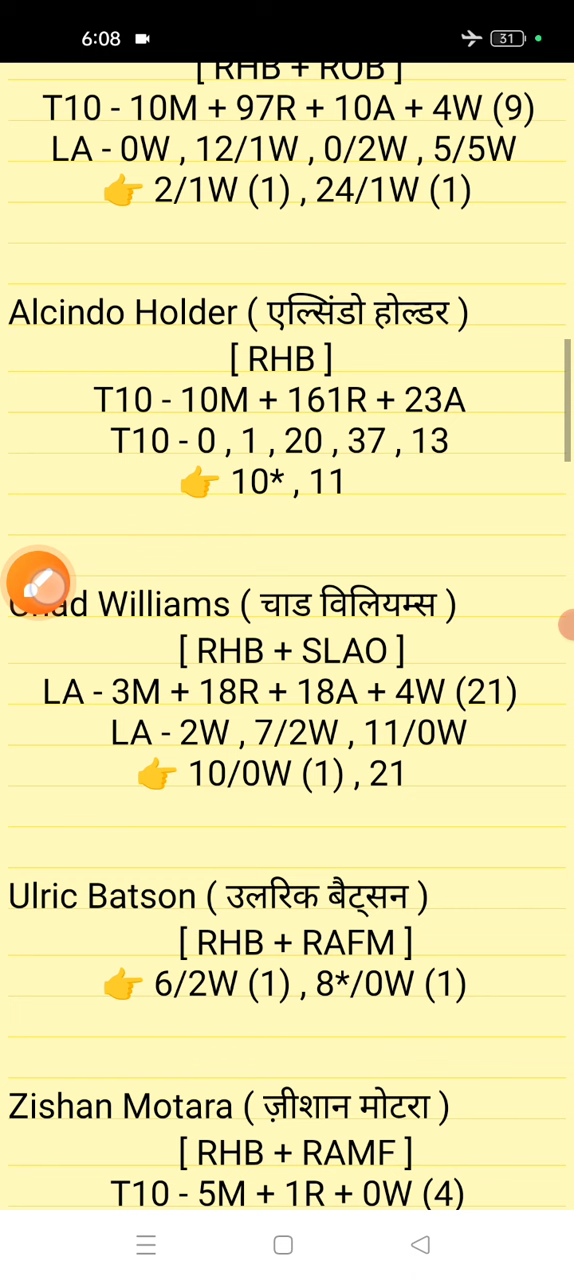 6:08
31
[ RHB + ROB ]
T10 - 10M + 97R + 10A + 4W (9)
LA - 0W , 12/1W , 0/2W , 5/5W
👉 2/1W (1) , 24/1W (1)
Alcindo Holder ( एल्सिंडो होल्डर )
[ RHB ]
T10 - 10M + 161R + 23A
T10 - 0 , 1 , 20 , 37 , 13
👉 10* , 11
Williams ( चाड विलियम्स )
[ RHB + SLAO ]
LA - 3M + 18R + 18A + 4W (21)
LA - 2W , 7/2W , 11/0W
👉 10/0W (1) , 21
Ulric Batson ( उलरिक बैट्सन )
[ RHB + RAFM ]
👉 6/2W (1) , 8*/0W (1)
Zishan Motara ( ज़ीशान मोटरा )
[ RHB + RAMF ]
T10 - 5M + 1R + 0W (4)